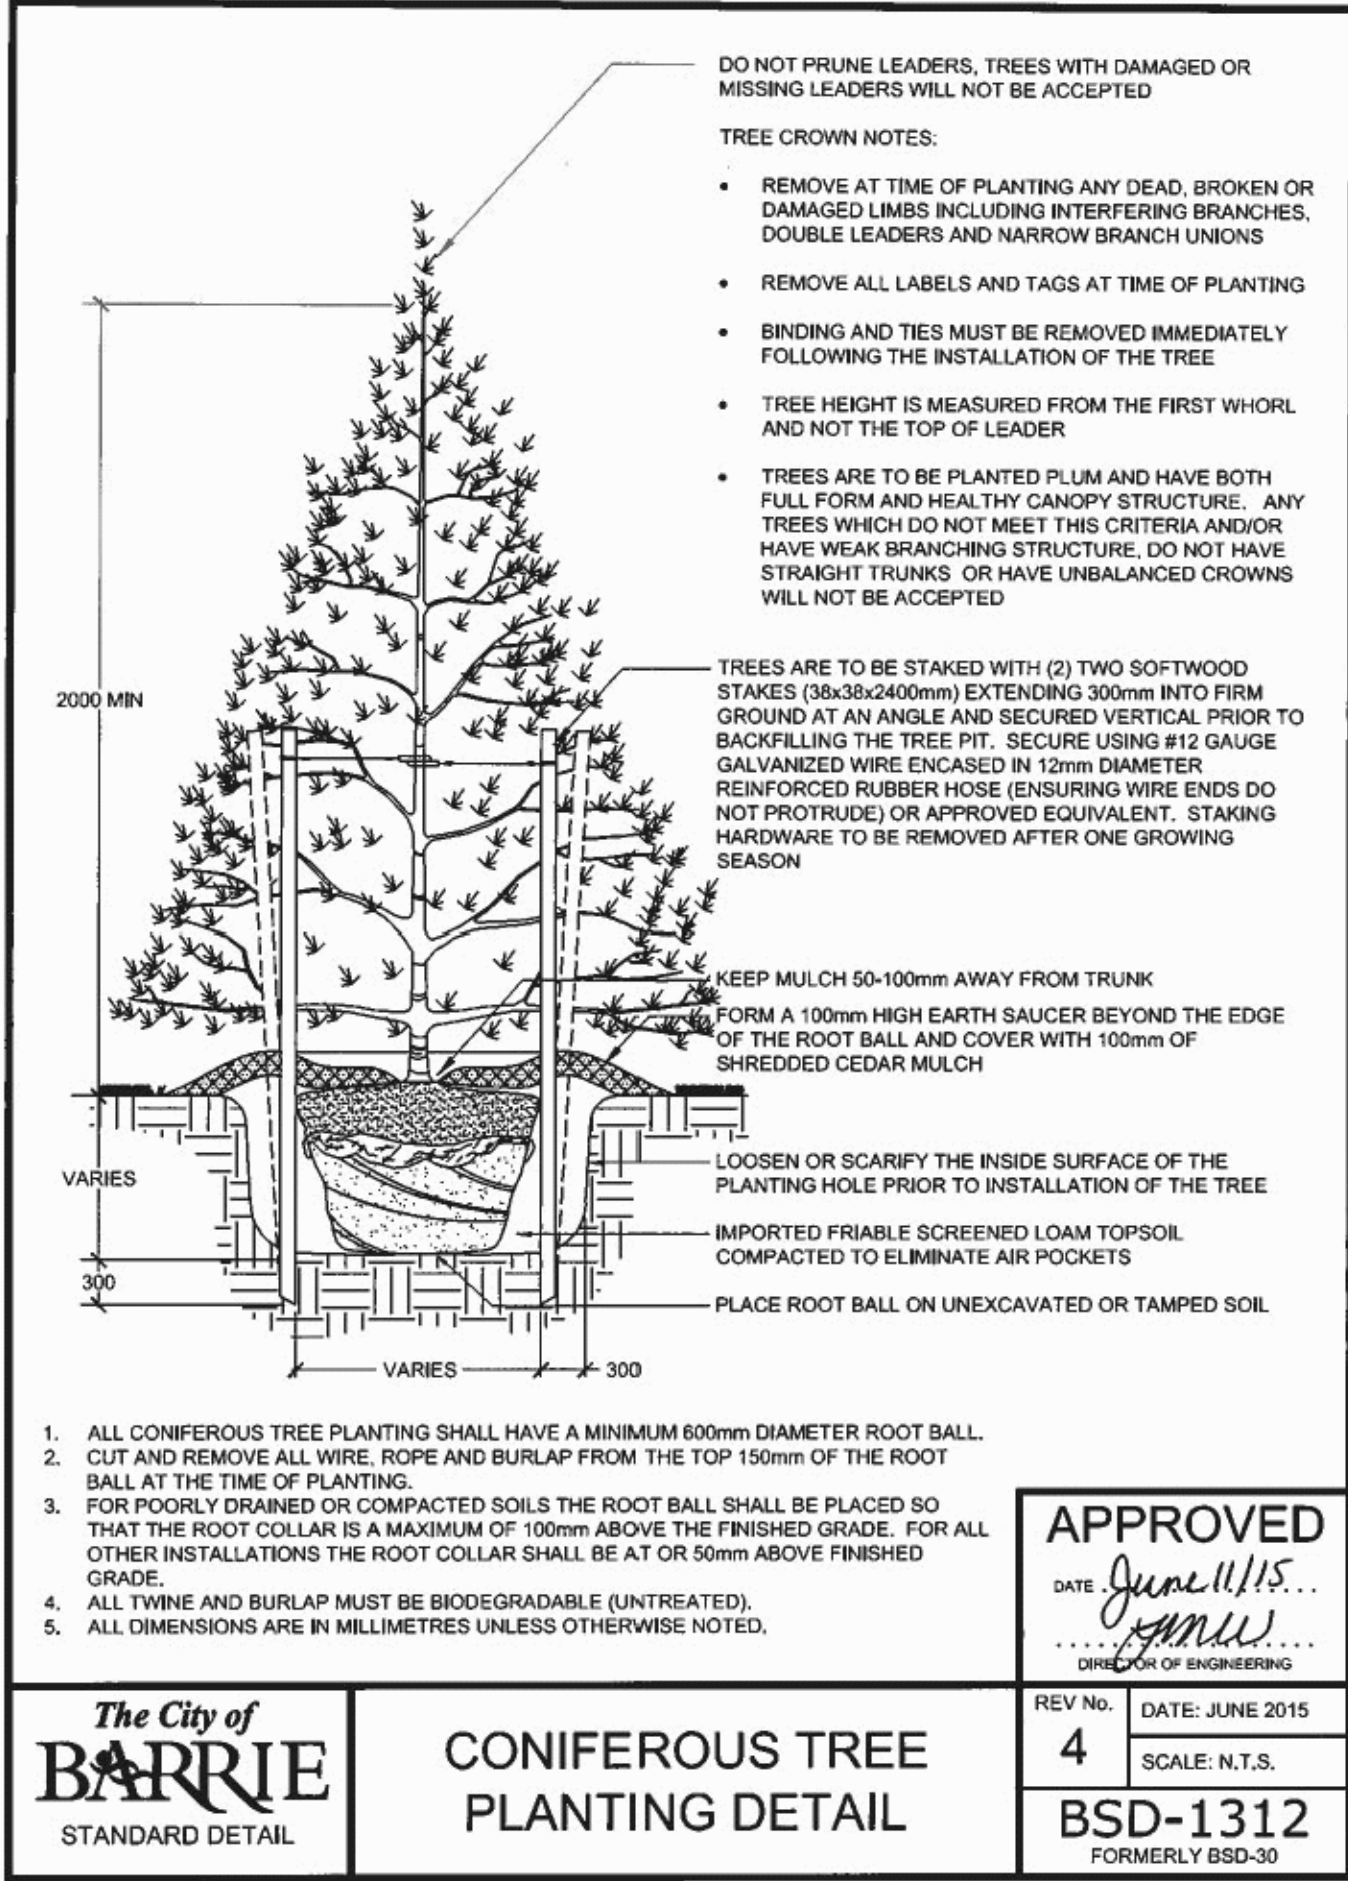 DO NOT PRUNE LEADERS, TREES WITH DAMAGED OR
MISSING LEADERS WILL NOT BE ACCEPTED
TREE CROWN NOTES:
• REMOVE AT TIME OF PLANTING ANY DEAD, BROKEN OR
DAMAGED LIMBS INCLUDING INTERFERING BRANCHES,
DOUBLE LEADERS AND NARROW BRANCH UNIONS
• REMOVE ALL LABELS AND TAGS AT TIME OF PLANTING
• BINDING AND TIES MUST BE REMOVED IMMEDIATELY
FOLLOWING THE INSTALLATION OF THE TREE
• TREE HEIGHT IS MEASURED FROM THE FIRST WHORL
AND NOT THE TOP OF LEADER
• TREES ARE TO BE PLANTED PLUM AND HAVE BOTH
FULL FORM AND HEALTHY CANOPY STRUCTURE. ANY
TREES WHICH DO NOT MEET THIS CRITERIA AND/OR
HAVE WEAK BRANCHING STRUCTURE, DO NOT HAVE
STRAIGHT TRUNKS OR HAVE UNBALANCED CROWNS
WILL NOT BE ACCEPTED
2000 MIN
TREES ARE TO BE STAKED WITH (2) TWO SOFTWOOD
STAKES (38x38x2400mm) EXTENDING 300mm INTO FIRM
GROUND AT AN ANGLE AND SECURED VERTICAL PRIOR TO
BACKFILLING THE TREE PIT. SECURE USING #12 GAUGE
GALVANIZED WIRE ENCASED IN 12mm DIAMETER
REINFORCED RUBBER HOSE (ENSURING WIRE ENDS DO
NOT PROTRUDE) OR APPROVED EQUIVALENT. STAKING
HARDWARE TO BE REMOVED AFTER ONE GROWING
SEASON
KEEP MULCH 50-100mm AWAY FROM TRUNK
FORM A 100mm HIGH EARTH SAUCER BEYOND THE EDGE
OF THE ROOT BALL AND COVER WITH 100mm OF
SHREDDED CEDAR MULCH
VARIES
LOOSEN OR SCARIFY THE INSIDE SURFACE OF THE
PLANTING HOLE PRIOR TO INSTALLATION OF THE TREE
IMPORTED FRIABLE SCREENED LOAM TOPSOIL
COMPACTED TO ELIMINATE AIR POCKETS
300
PLACE ROOT BALL ON UNEXCAVATED OR TAMPED SOIL
VARIES
300
1. ALL CONIFEROUS TREE PLANTING SHALL HAVE A MINIMUM 600mm DIAMETER ROOT BALL.
2. CUT AND REMOVE ALL WIRE, ROPE AND BURLAP FROM THE TOP 150mm OF THE ROOT
BALL AT THE TIME OF PLANTING.
3. FOR POORLY DRAINED OR COMPACTED SOILS THE ROOT BALL SHALL BE PLACED SO
THAT THE ROOT COLLAR IS A MAXIMUM OF 100mm ABOVE THE FINISHED GRADE. FOR ALL
OTHER INSTALLATIONS THE ROOT COLLAR SHALL BE AT OR 50mm ABOVE FINISHED
GRADE.
4. ALL TWINE AND BURLAP MUST BE BIODEGRADABLE (UNTREATED).
5. ALL DIMENSIONS ARE IN MILLIMETRES UNLESS OTHERWISE NOTED.
APPROVED
DATE June 11/15
DIRECTOR OF ENGINEERING
The City of
BARRIE
STANDARD DETAIL
CONIFEROUS TREE
PLANTING DETAIL
REV No.
4
DATE: JUNE 2015
SCALE: N.T.S.
BSD-1312
FORMERLY BSD-30